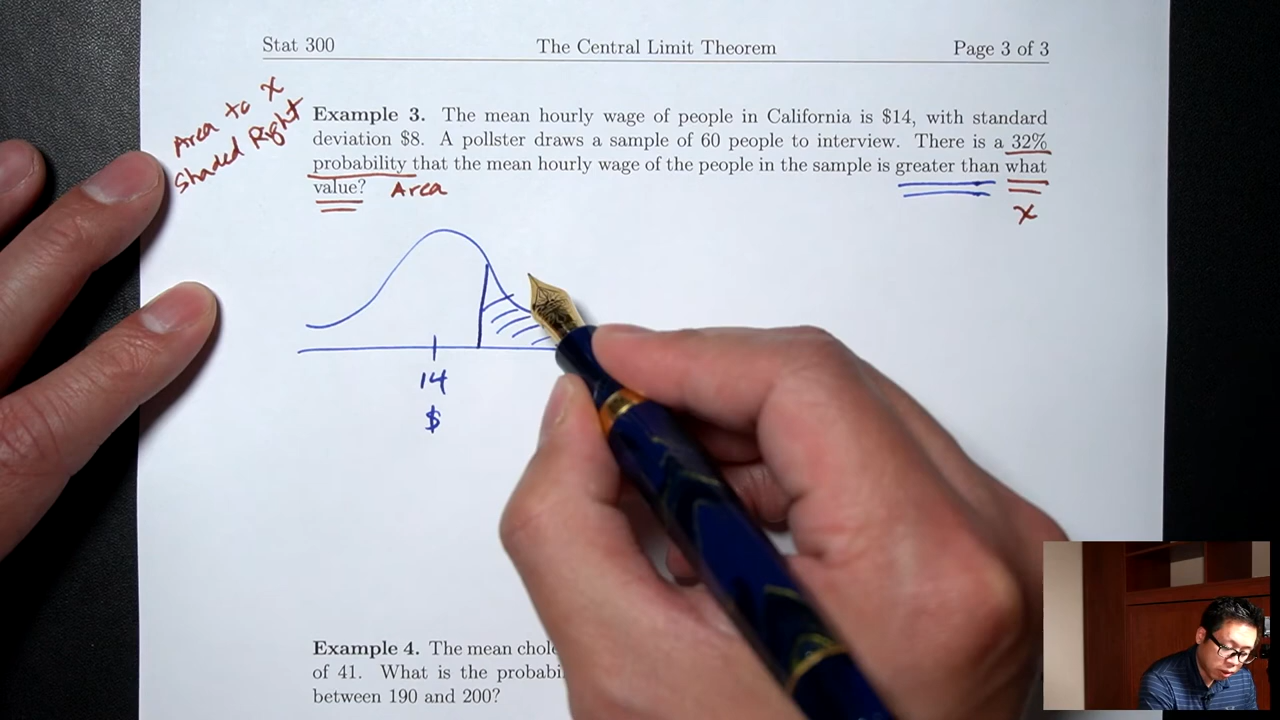 Stat 300 The Central Limit Theorem Page 3 of 3
Area to x
Shaded Right
Example 3. The mean hourly wage of people in California is $14, with standard
deviation $8. A pollster draws a sample of 60 people to interview. There is a 32%
probability that the mean hourly wage of the people in the sample is greater than what
value? Area
x
14
$
Example 4. The mean
of 41. What is the
between 190 and 200?